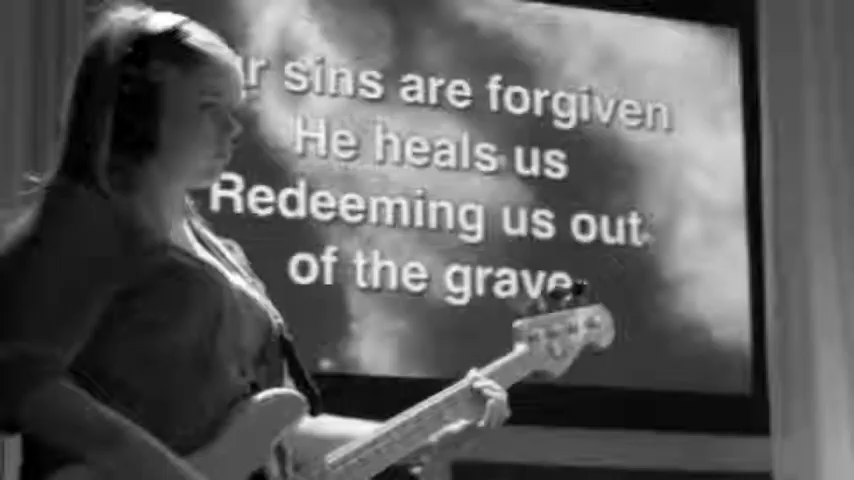 r sins are forgiven
He heals us
Redeeming us out
of the grave